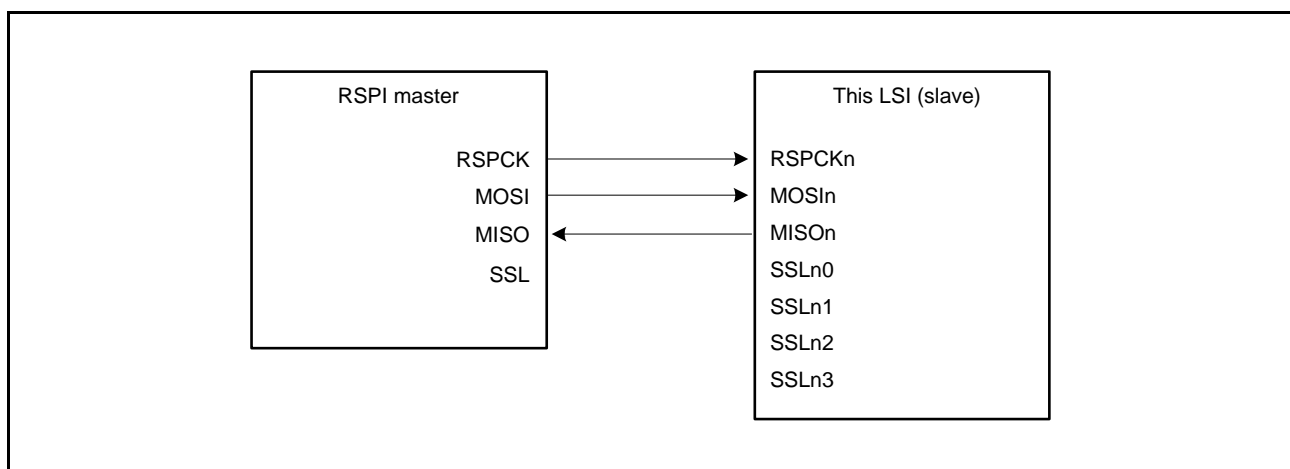 RSPI master
RSPCK
MOSI
MISO
SSL
This LSI (slave)
RSPCKn
MOSIn
MISOn
SSLn0
SSLn1
SSLn2
SSLn3